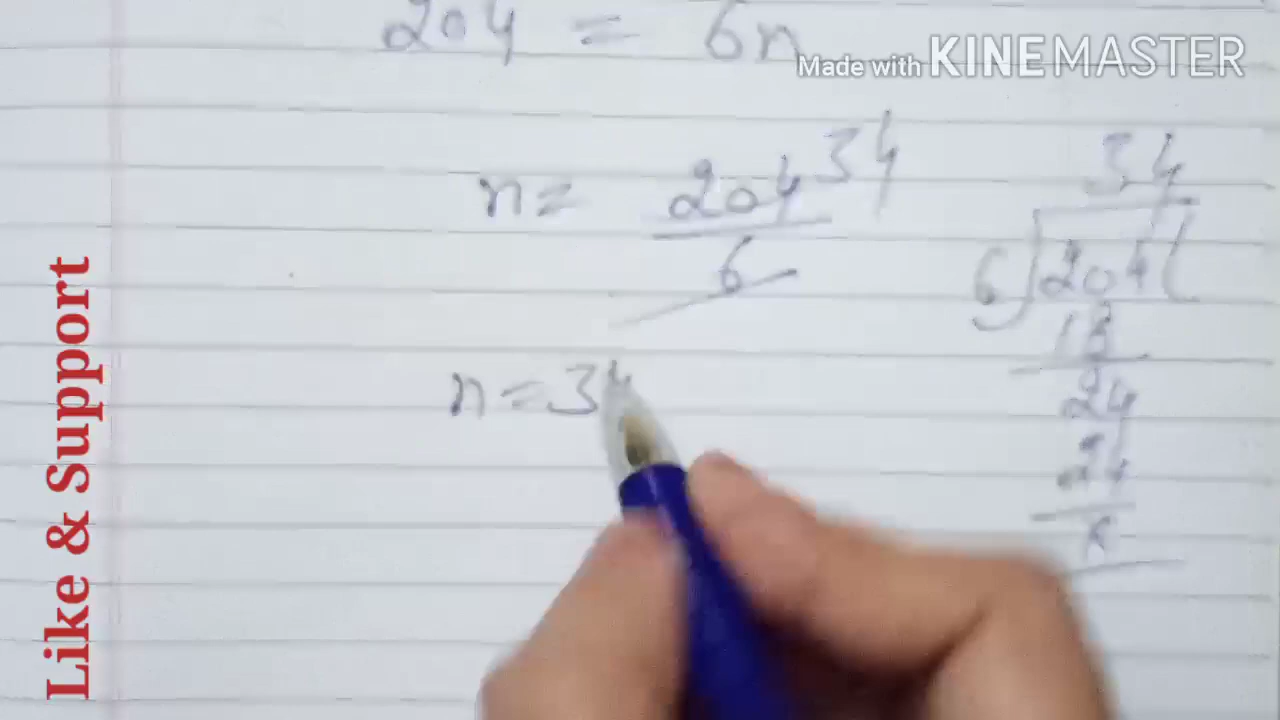 204 = 6n
Made with KINEMASTER
n = 204 34
6
n = 34
34
6 204
18
24
24
x
Like & Support